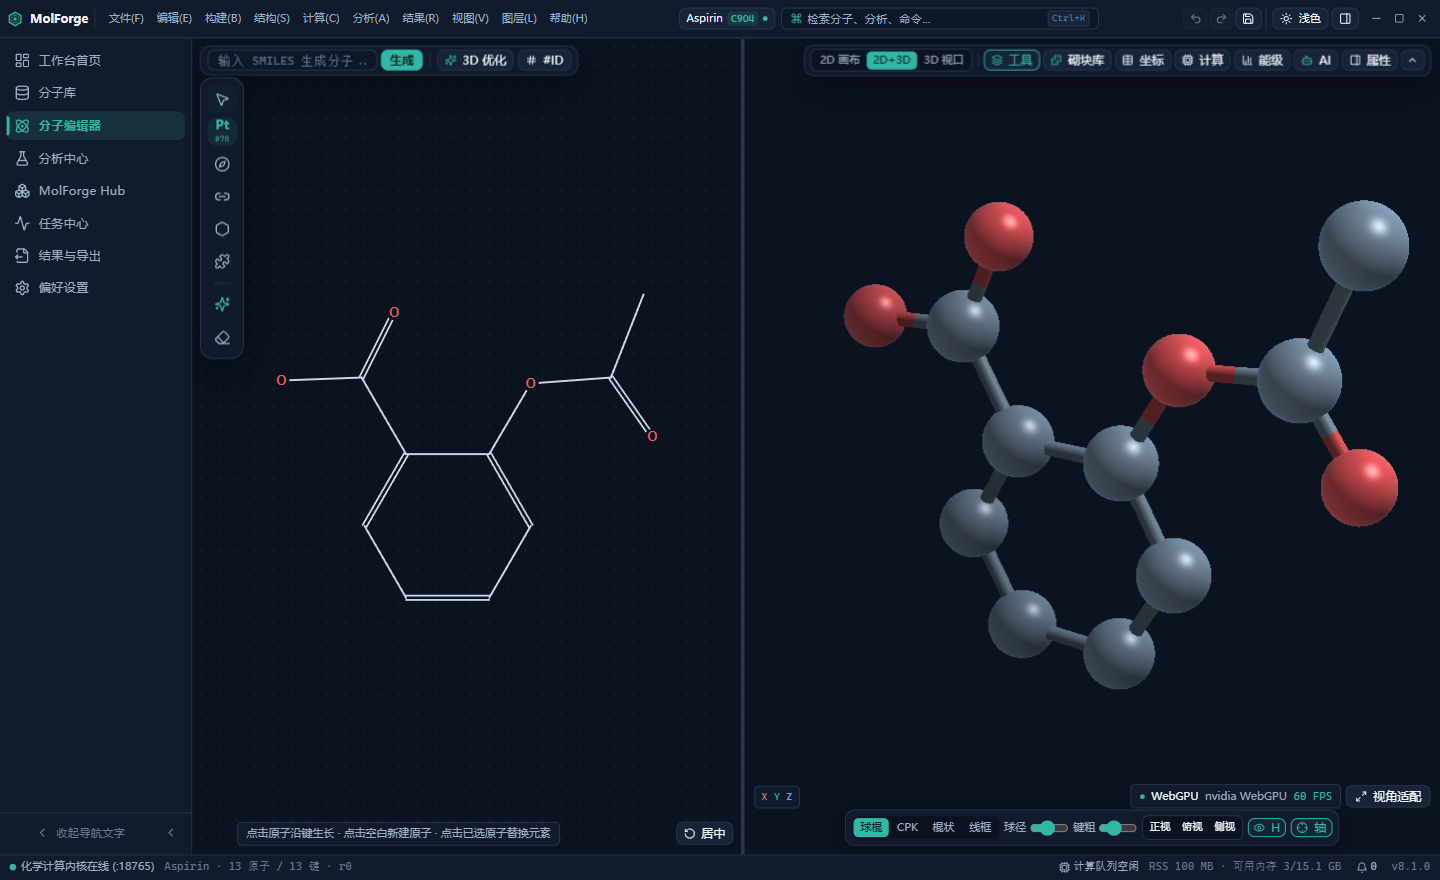 MolForge 文件(F) 编辑(E) 构建(B) 结构(S) 计算(C) 分析(A) 结果(R) 视图(V) 图层(L) 帮助(H) Aspirin C9O4 检索分子、分析、命令... Ctrl+K 浅色
工作台首页
分子库
分子编辑器
分析中心
MolForge Hub
任务中心
结果与导出
偏好设置
收起导航文字
输入 SMILES 生成分子 .. 生成 3D 优化 # #ID
Pt
#78
O
O
O
O
点击原子沿键生长 · 点击空白新建原子 · 点击已选原子替换元素
居中
2D 画布 2D+3D 3D 视口 工具 砌块库 坐标 计算 能级 AI 属性
X Y Z
WebGPU nvidia WebGPU 60 FPS 视角适配
球棍 CPK 棍状 线框 球径 键粗 正视 俯视 侧视 H 轴
化学计算内核在线 (:18765) Aspirin · 13 原子 / 13 键 · r0
计算队列空闲 RSS 100 MB · 可用内存 3/15.1 GB 0 v8.1.0